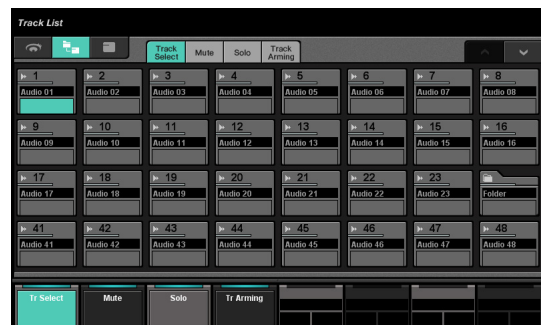 Track List
Track Select Mute Solo Track Arming
1 2 3 4 5 6 7 8
Audio 01 Audio 02 Audio 03 Audio 04 Audio 05 Audio 06 Audio 07 Audio 08
9 10 11 12 13 14 15 16
Audio 09 Audio 10 Audio 11 Audio 12 Audio 13 Audio 14 Audio 15 Audio 16
17 18 19 20 21 22 23
Audio 17 Audio 18 Audio 19 Audio 20 Audio 21 Audio 22 Audio 23 Folder
41 42 43 44 45 46 47 48
Audio 41 Audio 42 Audio 43 Audio 44 Audio 45 Audio 46 Audio 47 Audio 48
Tr Select Mute Solo Tr Arming